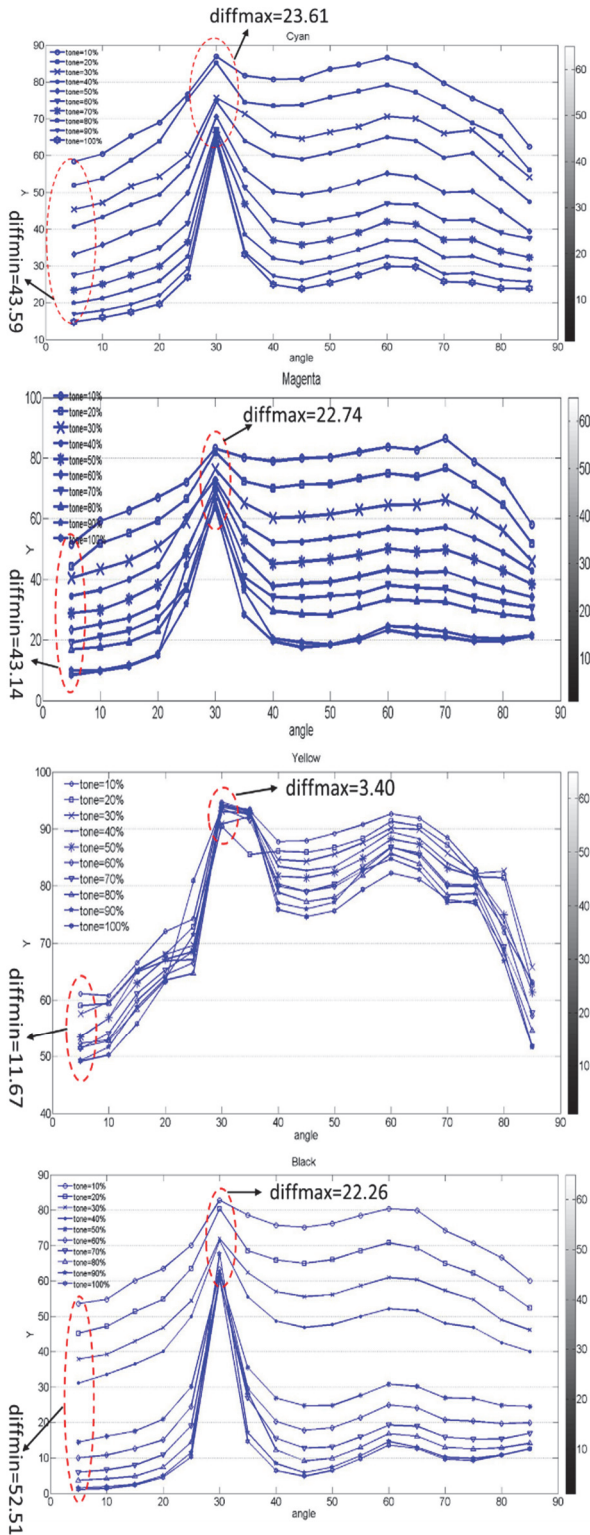 diffmax=23.61
Cyan
90
80
70
60
50
40
30
20
10
Y
tone=10%
tone=20%
tone=30%
tone=40%
tone=50%
tone=60%
tone=70%
tone=80%
tone=90%
tone=100%
0 10 20 30 40 50 60 70 80 90
angle
60
50
40
30
20
10
diffmin=43.59
Magenta
diffmax=22.74
100
80
60
40
20
0
Y
tone=10%
tone=20%
tone=30%
tone=40%
tone=50%
tone=60%
tone=70%
tone=80%
tone=90%
tone=100%
0 10 20 30 40 50 60 70 80 90
angle
60
50
40
30
20
10
diffmin=43.14
Yellow
diffmax=3.40
100
90
80
70
60
50
40
Y
tone=10%
tone=20%
tone=30%
tone=40%
tone=50%
tone=60%
tone=70%
tone=80%
tone=90%
tone=100%
0 10 20 30 40 50 60 70 80 90
angle
60
50
40
30
20
10
diffmin=11.67
Black
diffmax=22.26
90
80
70
60
50
40
30
20
10
0
Y
tone=10%
tone=20%
tone=30%
tone=40%
tone=50%
tone=60%
tone=70%
tone=80%
tone=90%
tone=100%
0 10 20 30 40 50 60 70 80 90
angle
60
50
40
30
20
10
diffmin=52.51